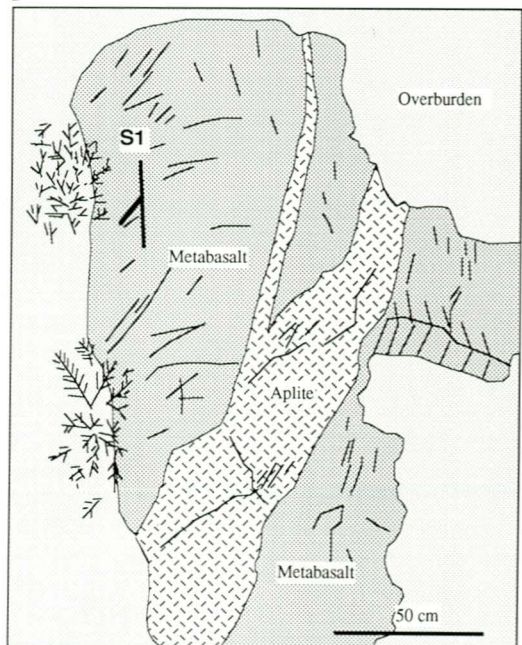 Overburden
S1
Metabasalt
Aplite
Metabasalt
50 cm